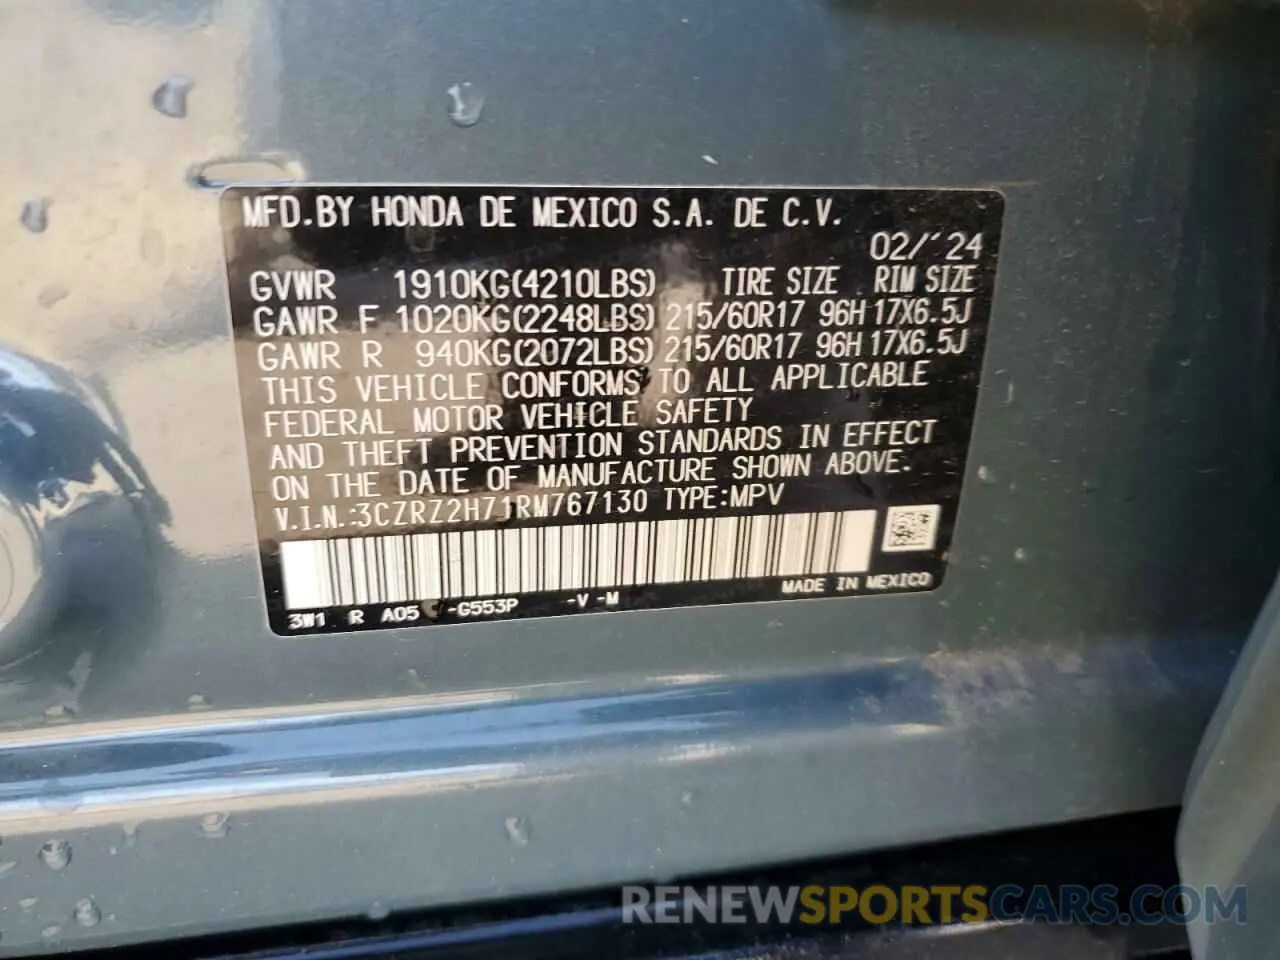 MFD.BY HONDA DE MEXICO S.A. DE C.V.
02/'24
GVWR 1910KG(4210LBS) TIRE SIZE RIM SIZE
GAWR F 1020KG(2248LBS) 215/60R17 96H 17X6.5J
GAWR R 940KG(2072LBS) 215/60R17 96H 17X6.5J
THIS VEHICLE CONFORMS TO ALL APPLICABLE
FEDERAL MOTOR VEHICLE SAFETY
AND THEFT PREVENTION STANDARDS IN EFFECT
ON THE DATE OF MANUFACTURE SHOWN ABOVE.
V.I.N.:3CZRZ2H71RM767130 TYPE:MPV
MADE IN MEXICO
3W1 R A05 -G553P -V -M
RENEWSPORTSCARS.COM